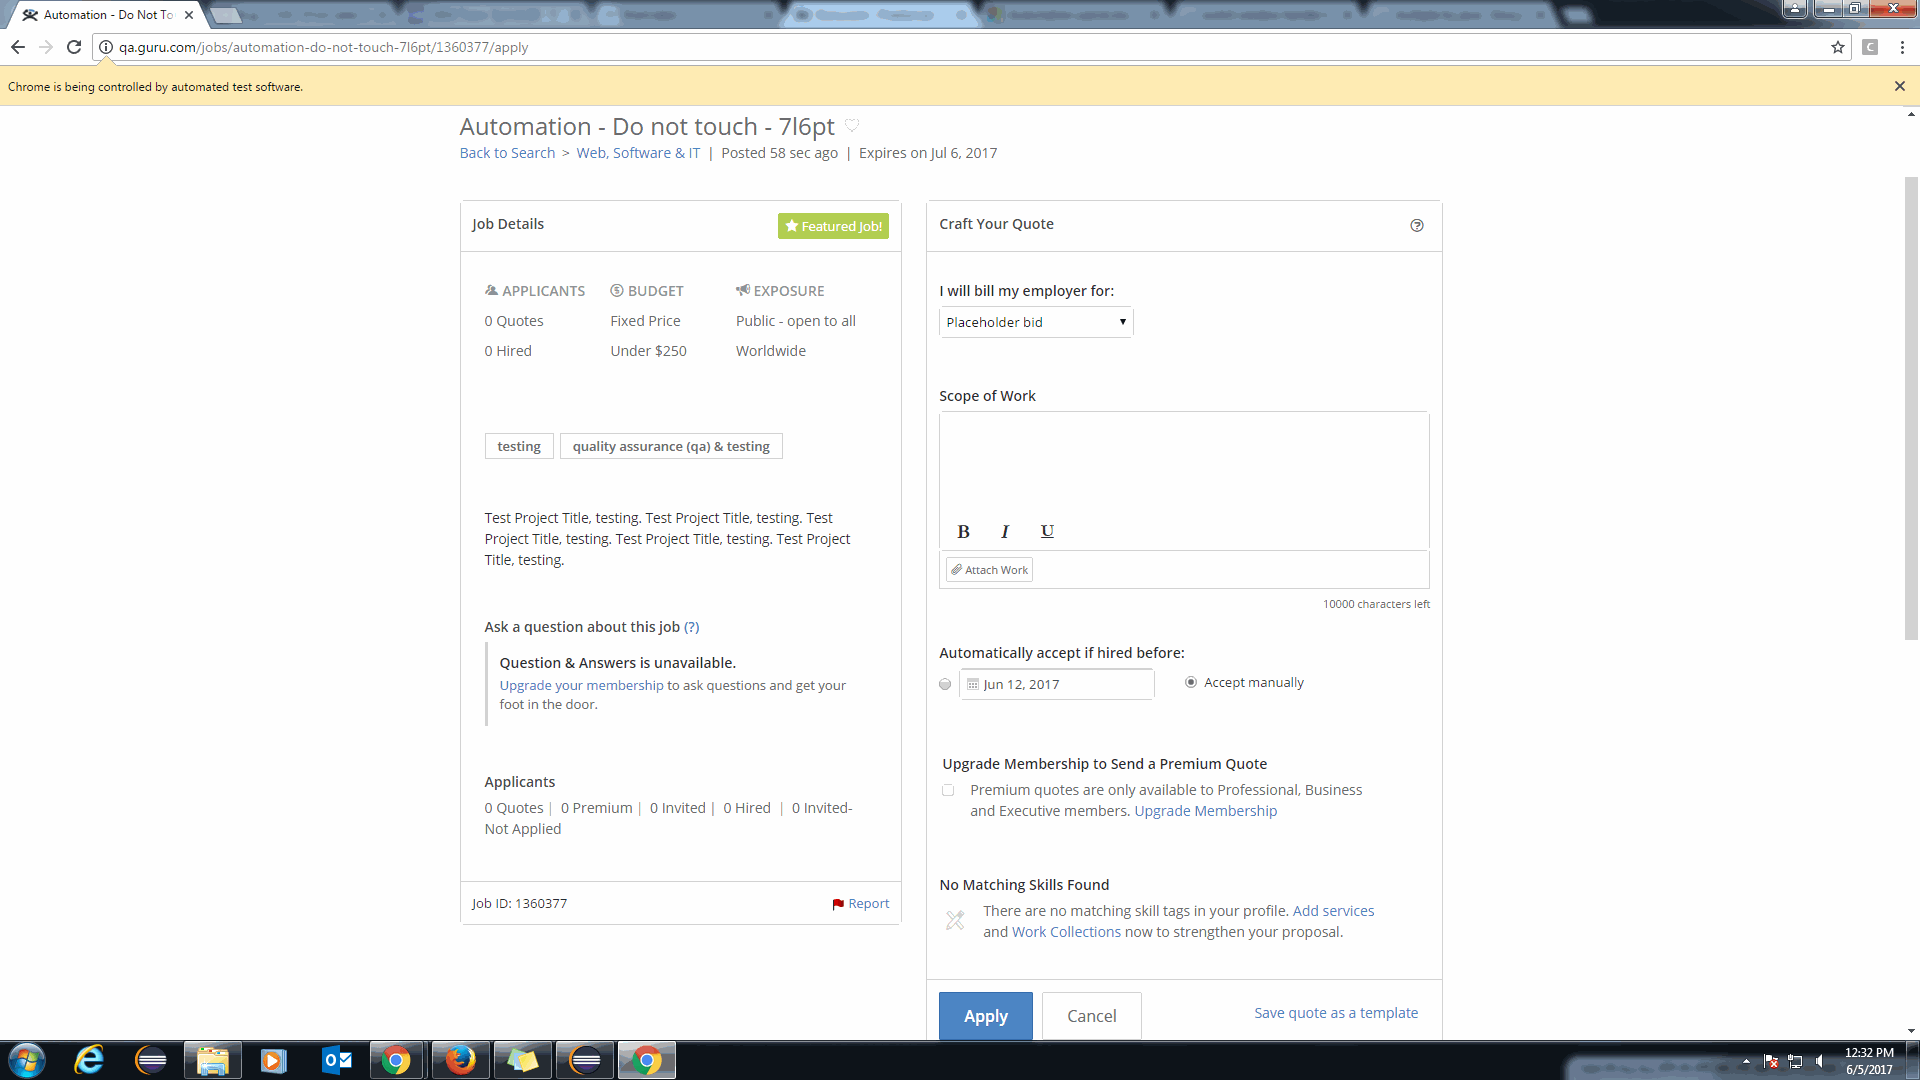 Automation - Do Not To
qa.guru.com/jobs/automation-do-not-touch-7l6pt/1360377/apply
C
Chrome is being controlled by automated test software.
Automation - Do not touch - 7l6pt
Back to Search > Web, Software & IT | Posted 58 sec ago | Expires on Jul 6, 2017
Job Details
Featured Job!
APPLICANTS BUDGET EXPOSURE
0 Quotes Fixed Price Public - open to all
0 Hired Under $250 Worldwide
testing quality assurance (qa) & testing
Test Project Title, testing. Test Project Title, testing. Test
Project Title, testing. Test Project Title, testing. Test Project
Title, testing.
Ask a question about this job (?)
Question & Answers is unavailable.
Upgrade your membership to ask questions and get your
foot in the door.
Applicants
0 Quotes | 0 Premium | 0 Invited | 0 Hired | 0 Invited-
Not Applied
Job ID: 1360377 Report
Craft Your Quote
I will bill my employer for:
Placeholder bid
Scope of Work
B I U
Attach Work
10000 characters left
Automatically accept if hired before:
Jun 12, 2017 Accept manually
Upgrade Membership to Send a Premium Quote
Premium quotes are only available to Professional, Business
and Executive members. Upgrade Membership
No Matching Skills Found
There are no matching skill tags in your profile. Add services
and Work Collections now to strengthen your proposal.
Apply Cancel Save quote as a template
12:32 PM
6/5/2017